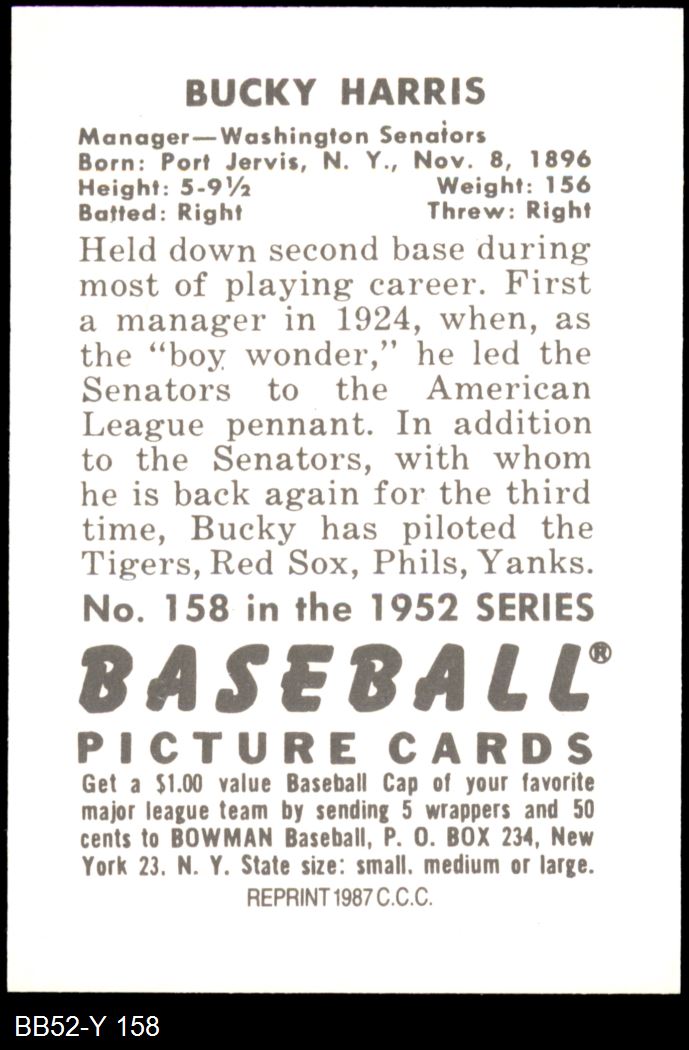 BUCKY HARRIS
Manager—Washington Senators
Born: Port Jervis, N. Y., Nov. 8, 1896
Height: 5-9½ Weight: 156
Batted: Right Threw: Right
Held down second base during
most of playing career. First
a manager in 1924, when, as
the “boy wonder,” he led the
Senators to the American
League pennant. In addition
to the Senators, with whom
he is back again for the third
time, Bucky has piloted the
Tigers, Red Sox, Phils, Yanks.
No. 158 in the 1952 SERIES
BASEBALL®
PICTURE CARDS
Get a $1.00 value Baseball Cap of your favorite
major league team by sending 5 wrappers and 50
cents to BOWMAN Baseball, P. O. BOX 234, New
York 23. N. Y. State size: small. medium or large.
REPRINT 1987 C.C.C.
BB52-Y 158